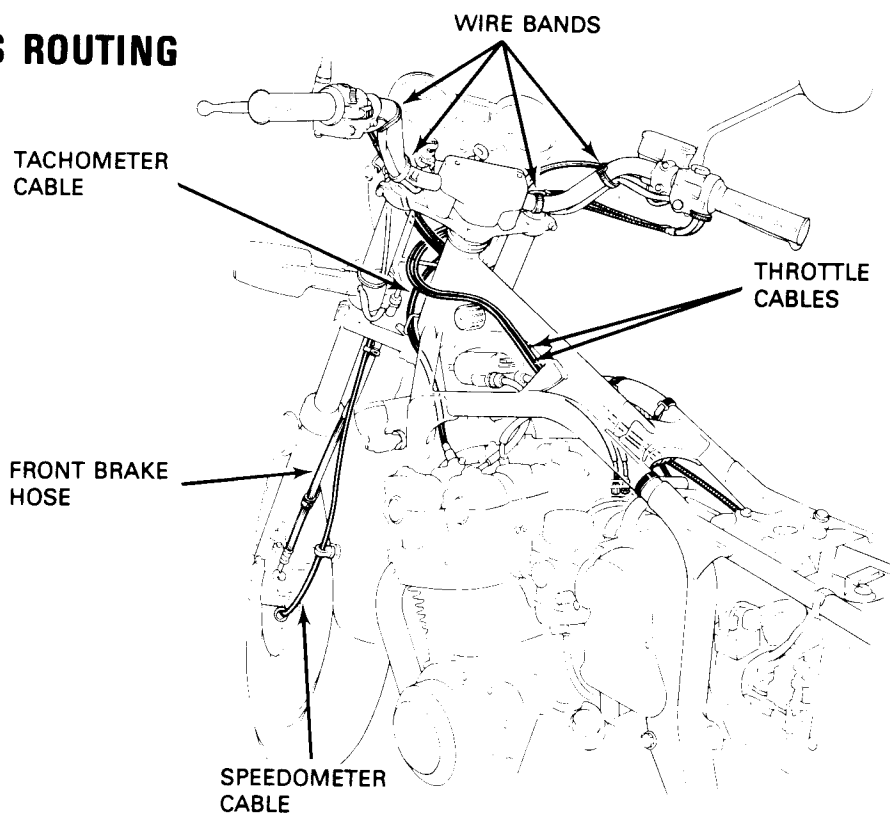 S ROUTING
WIRE BANDS
TACHOMETER
CABLE
THROTTLE
CABLES
FRONT BRAKE
HOSE
SPEEDOMETER
CABLE